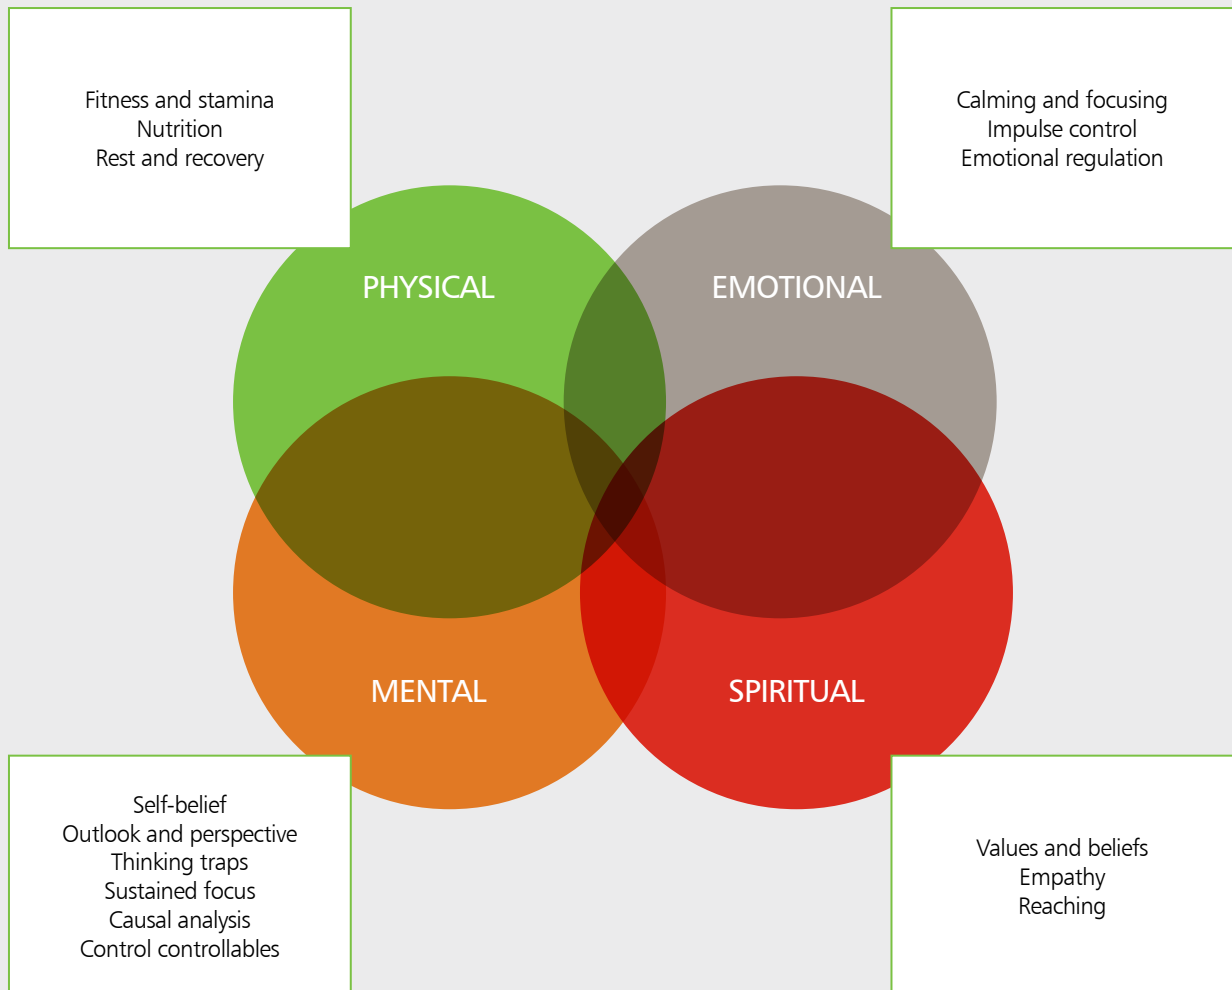 Fitness and stamina
Nutrition
Rest and recovery
Calming and focusing
Impulse control
Emotional regulation
PHYSICAL
EMOTIONAL
MENTAL
SPIRITUAL
Self-belief
Outlook and perspective
Thinking traps
Sustained focus
Causal analysis
Control controllables
Values and beliefs
Empathy
Reaching